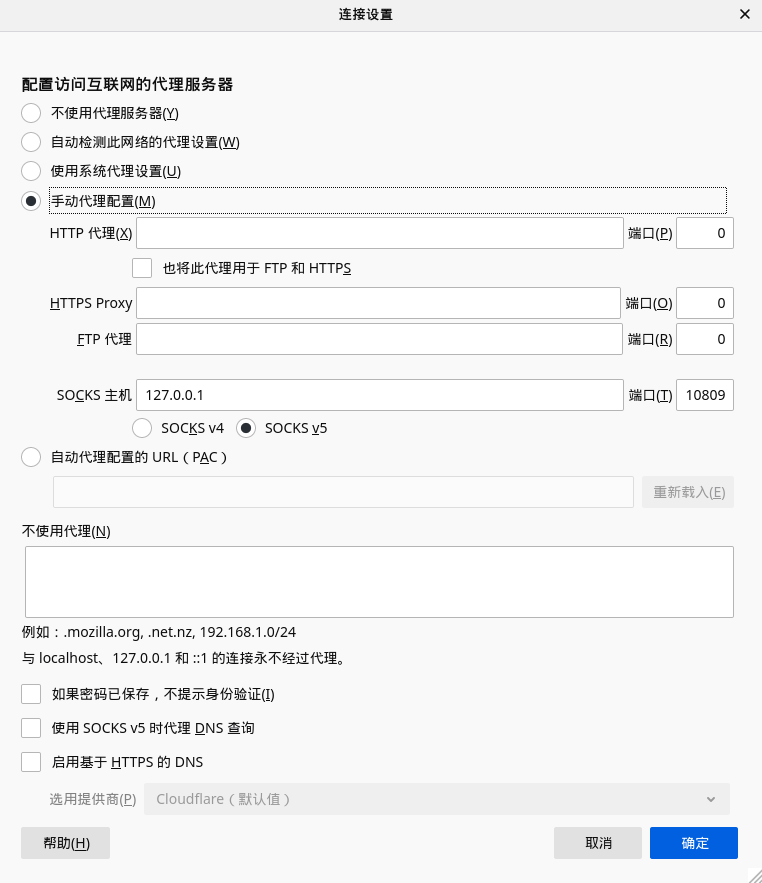 连接设置
配置访问互联网的代理服务器
不使用代理服务器(Y)
自动检测此网络的代理设置(W)
使用系统代理设置(U)
手动代理配置(M)
HTTP 代理(X) 端口(P) 0
也将此代理用于 FTP 和 HTTPS
HTTPS Proxy 端口(O) 0
FTP 代理 端口(R) 0
SOCKS 主机 127.0.0.1 端口(T) 10809
SOCKS v4 SOCKS v5
自动代理配置的 URL（PAC）
重新载入(E)
不使用代理(N)
例如：.mozilla.org, .net.nz, 192.168.1.0/24
与 localhost、127.0.0.1 和 ::1 的连接永不经过代理。
如果密码已保存，不提示身份验证(I)
使用 SOCKS v5 时代理 DNS 查询
启用基于 HTTPS 的 DNS
选用提供商(P) Cloudflare（默认值）
帮助(H) 取消 确定